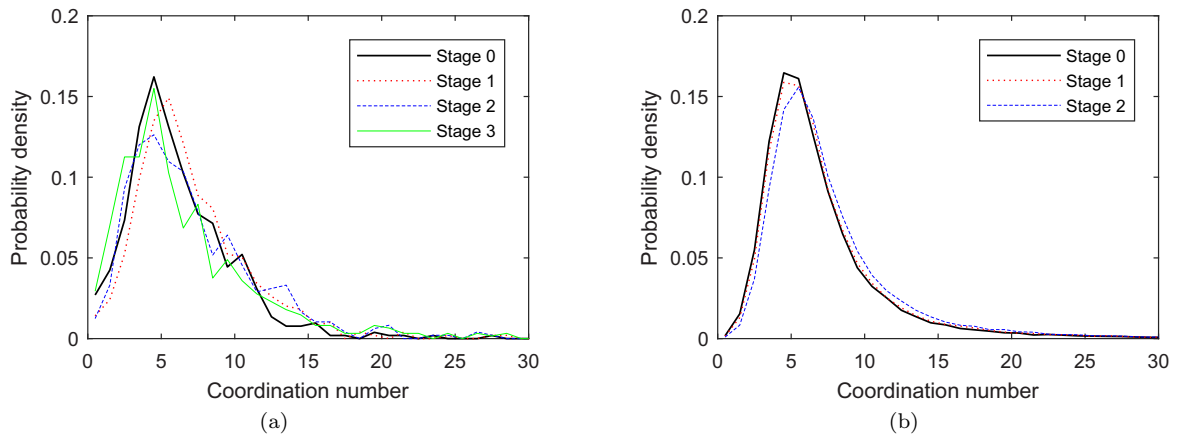 0.2
0.15
0.1
0.05
0
Probability density
0 5 10 15 20 25 30
Coordination number
Stage 0
Stage 1
Stage 2
Stage 3
(a)
0.2
0.15
0.1
0.05
0
Probability density
0 5 10 15 20 25 30
Coordination number
Stage 0
Stage 1
Stage 2
(b)